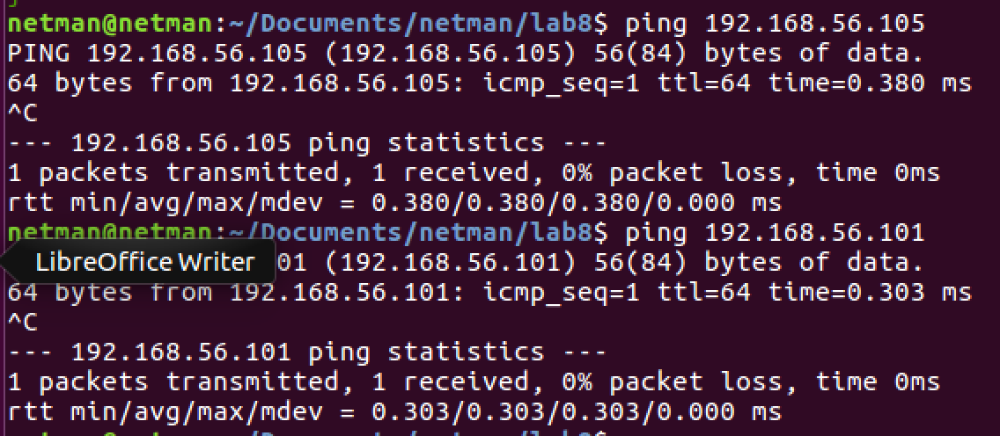 netman@netman:~/Documents/netman/lab8$ ping 192.168.56.105
PING 192.168.56.105 (192.168.56.105) 56(84) bytes of data.
64 bytes from 192.168.56.105: icmp_seq=1 ttl=64 time=0.380 ms
^C
--- 192.168.56.105 ping statistics ---
1 packets transmitted, 1 received, 0% packet loss, time 0ms
rtt min/avg/max/mdev = 0.380/0.380/0.380/0.000 ms
netman@netman:~/Documents/netman/lab8$ ping 192.168.56.101
LibreOffice Writer 01 (192.168.56.101) 56(84) bytes of data.
64 bytes from 192.168.56.101: icmp_seq=1 ttl=64 time=0.303 ms
^C
--- 192.168.56.101 ping statistics ---
1 packets transmitted, 1 received, 0% packet loss, time 0ms
rtt min/avg/max/mdev = 0.303/0.303/0.303/0.000 ms